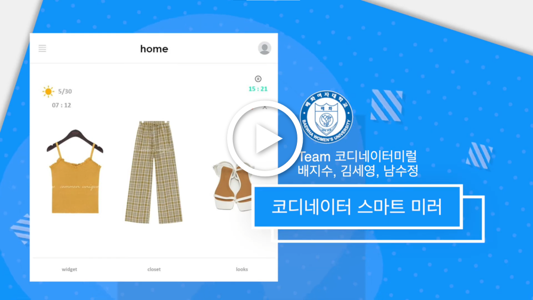 home
5/30
07 : 12
15 : 21
Team 코디네이터미럴
배지수, 김세영, 남수정
코디네이터 스마트 미러
widget
closet
looks